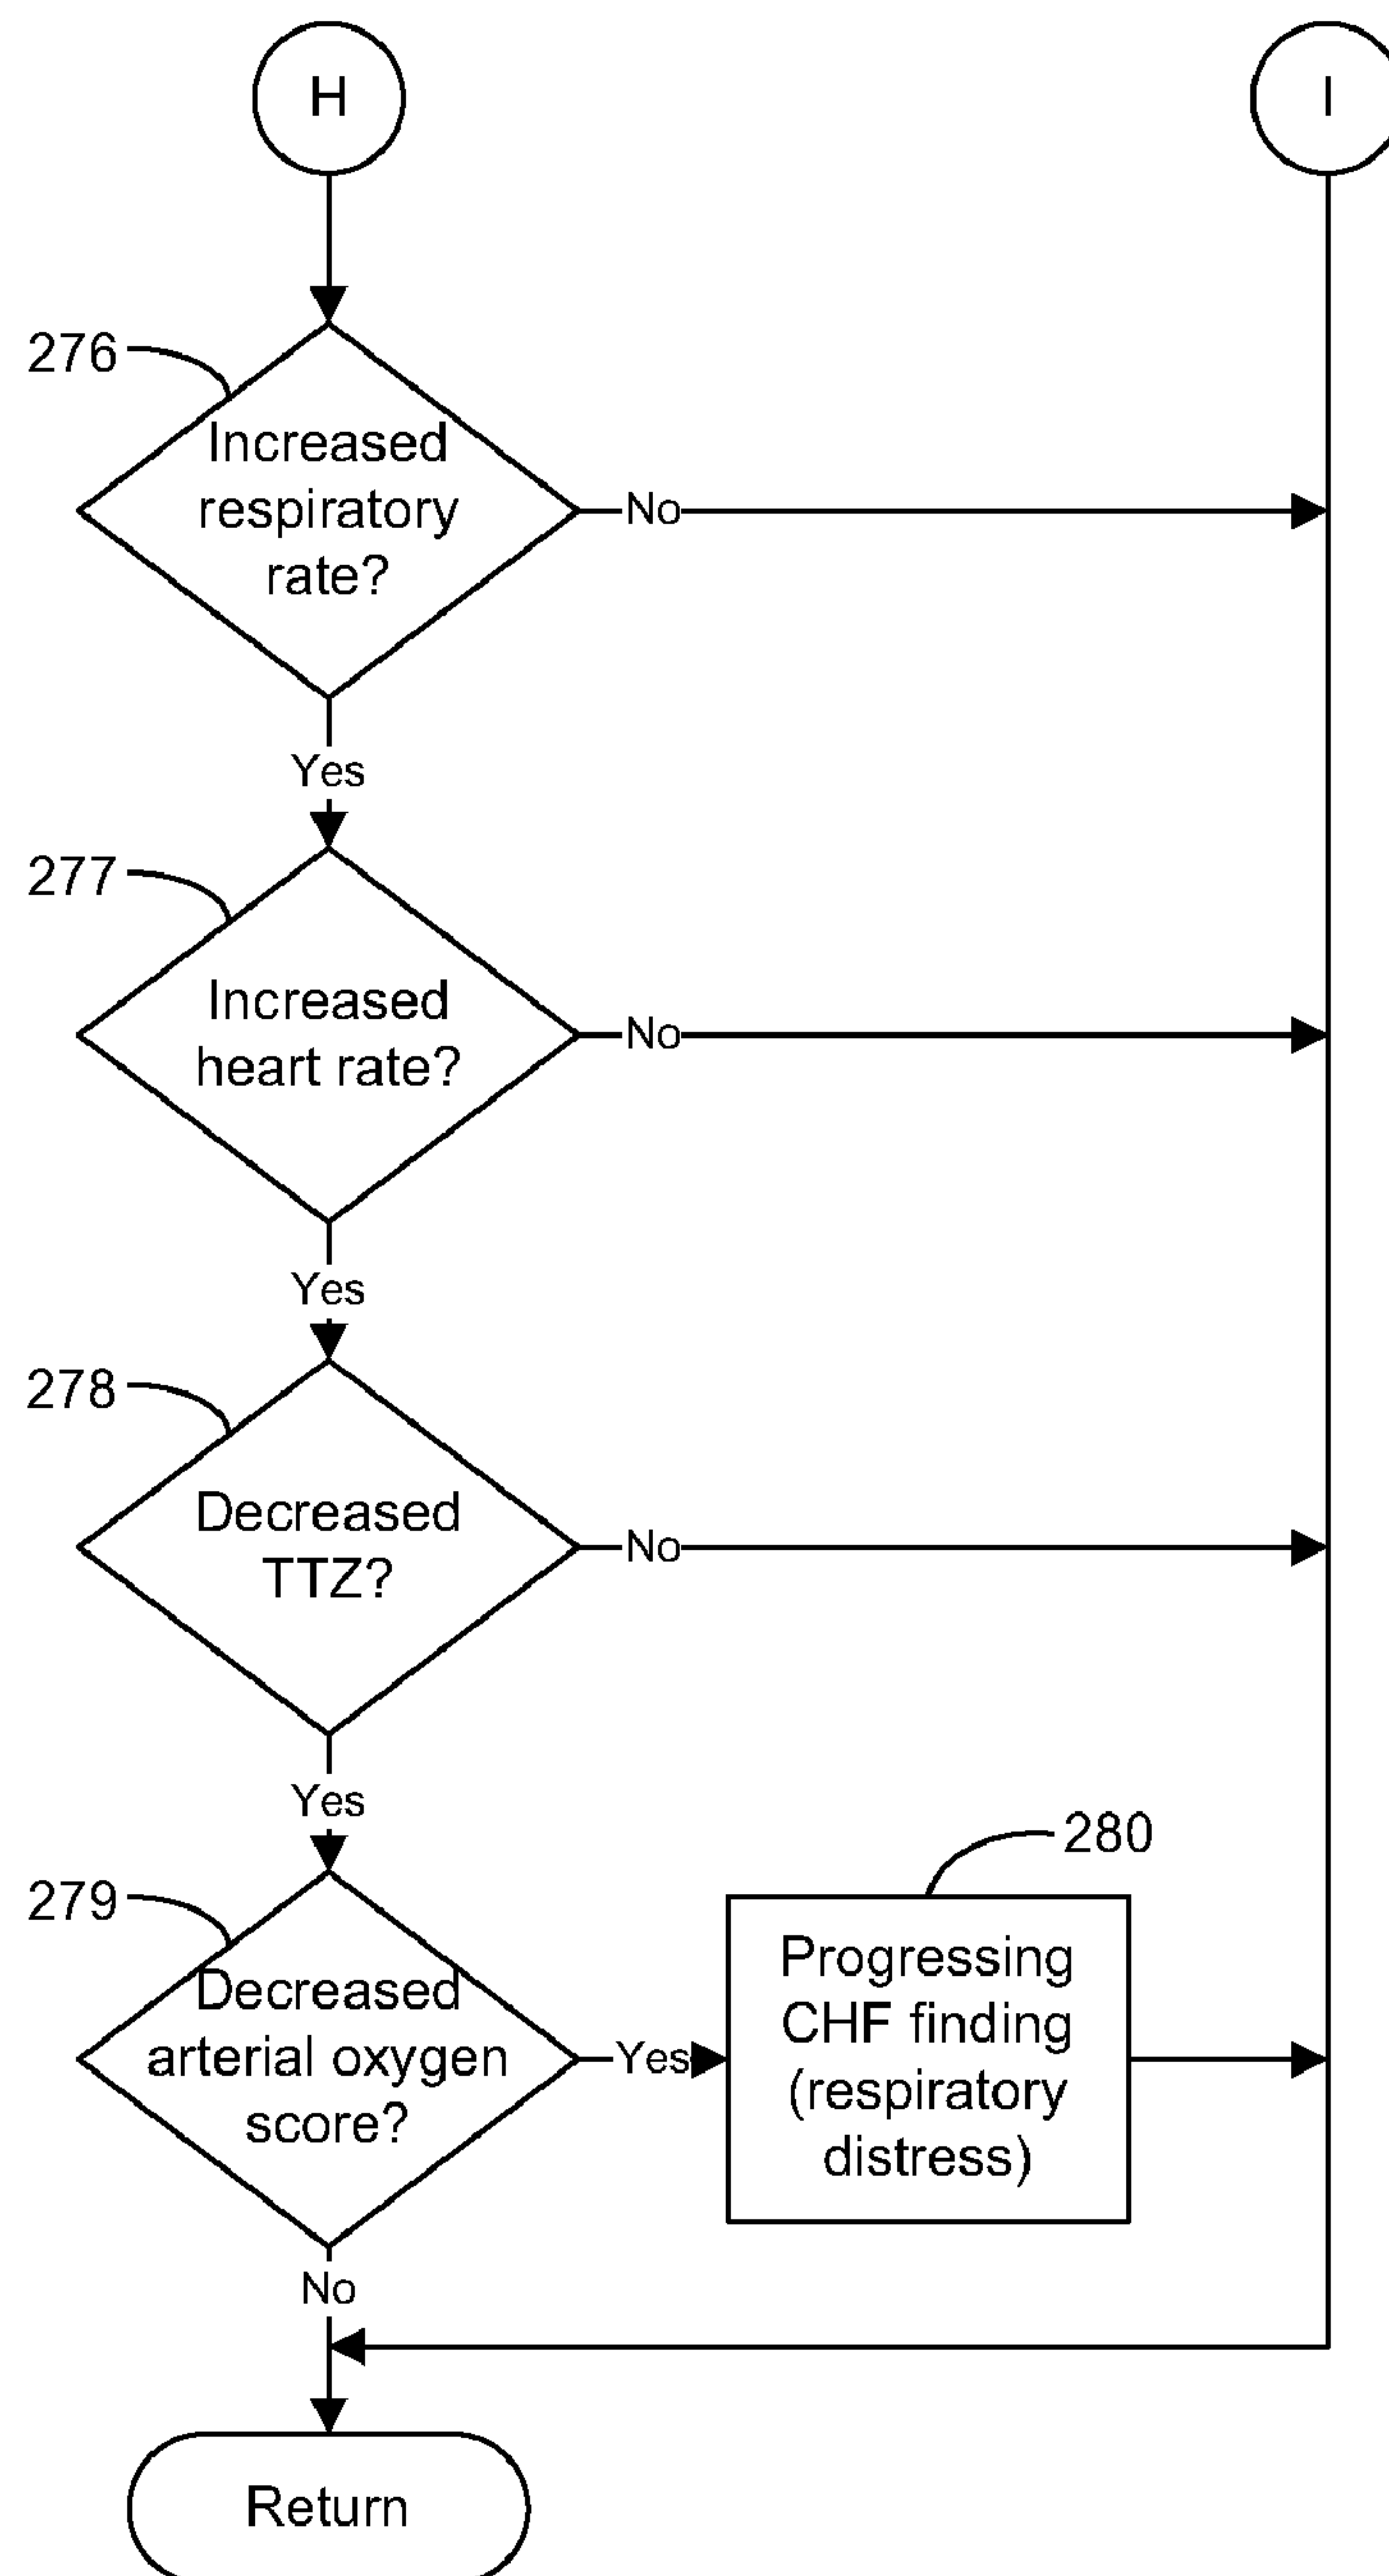 H
I
276
Increased
respiratory
rate?
No
Yes
277
Increased
heart rate?
No
Yes
278
Decreased
TTZ?
No
Yes
279
Decreased
arterial oxygen
score?
Yes
280
Progressing
CHF finding
(respiratory
distress)
No
Return